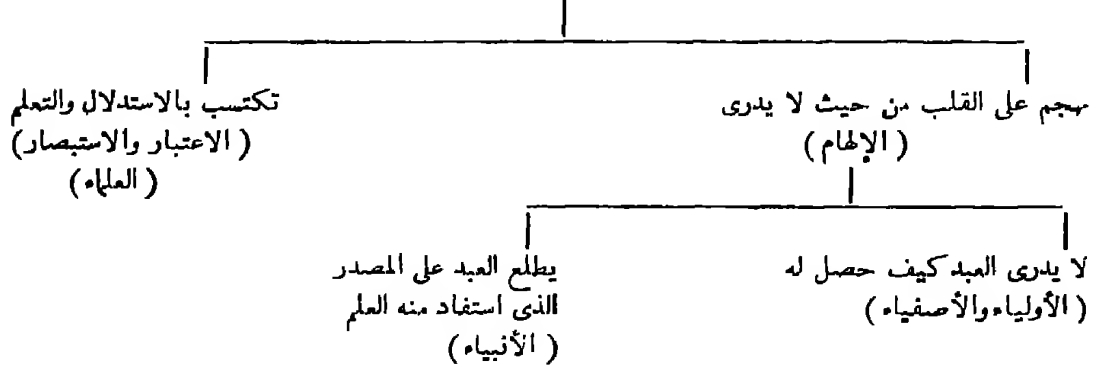 يهجم على القلب من حيث لا يدرى
( الإلهام )
تكتسب بالاستدلال والتعلم
( الاعتبار والاستبصار)
( العلماء )
لا يدرى العبد كيف حصل له
( الأولياء والأصفياء )
يطلع العبد على المصدر
الذى استفاد منه العلم
( الأنبياء )